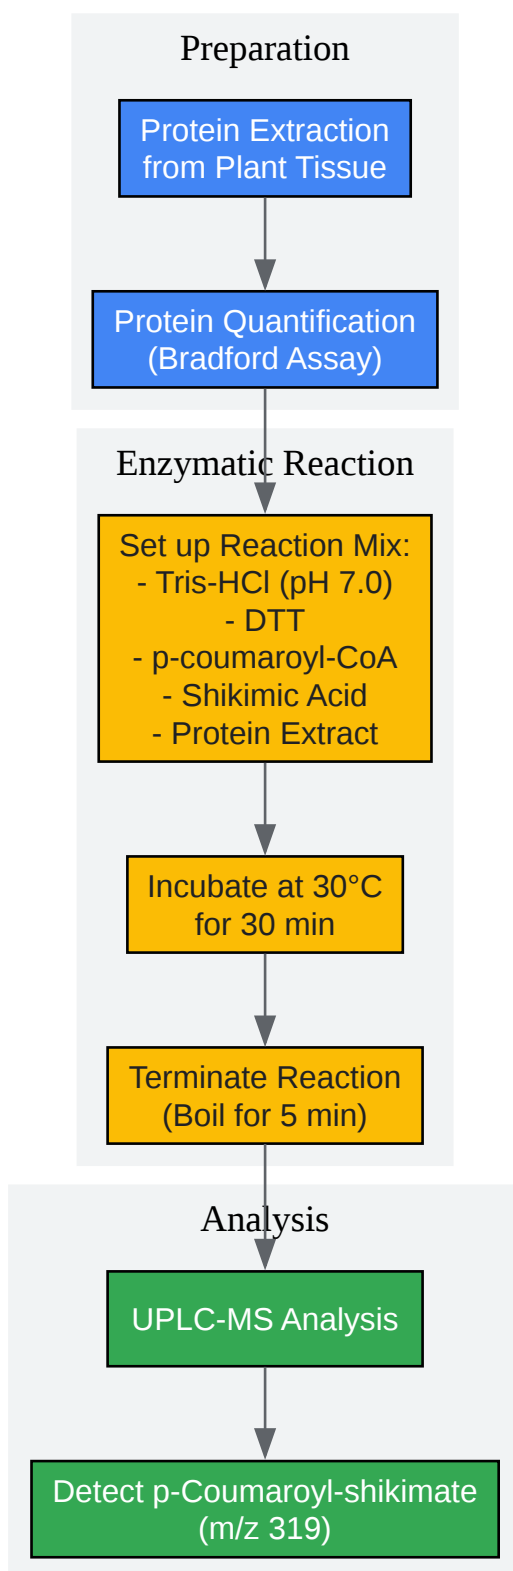 Preparation
Protein Extraction
from Plant Tissue
Protein Quantification
(Bradford Assay)
Enzymatic Reaction
Set up Reaction Mix:
- Tris-HCl (pH 7.0)
- DTT
- p-coumaroyl-CoA
- Shikimic Acid
- Protein Extract
Incubate at 30°C
for 30 min
Terminate Reaction
(Boil for 5 min)
Analysis
UPLC-MS Analysis
Detect p-Coumaroyl-shikimate
(m/z 319)